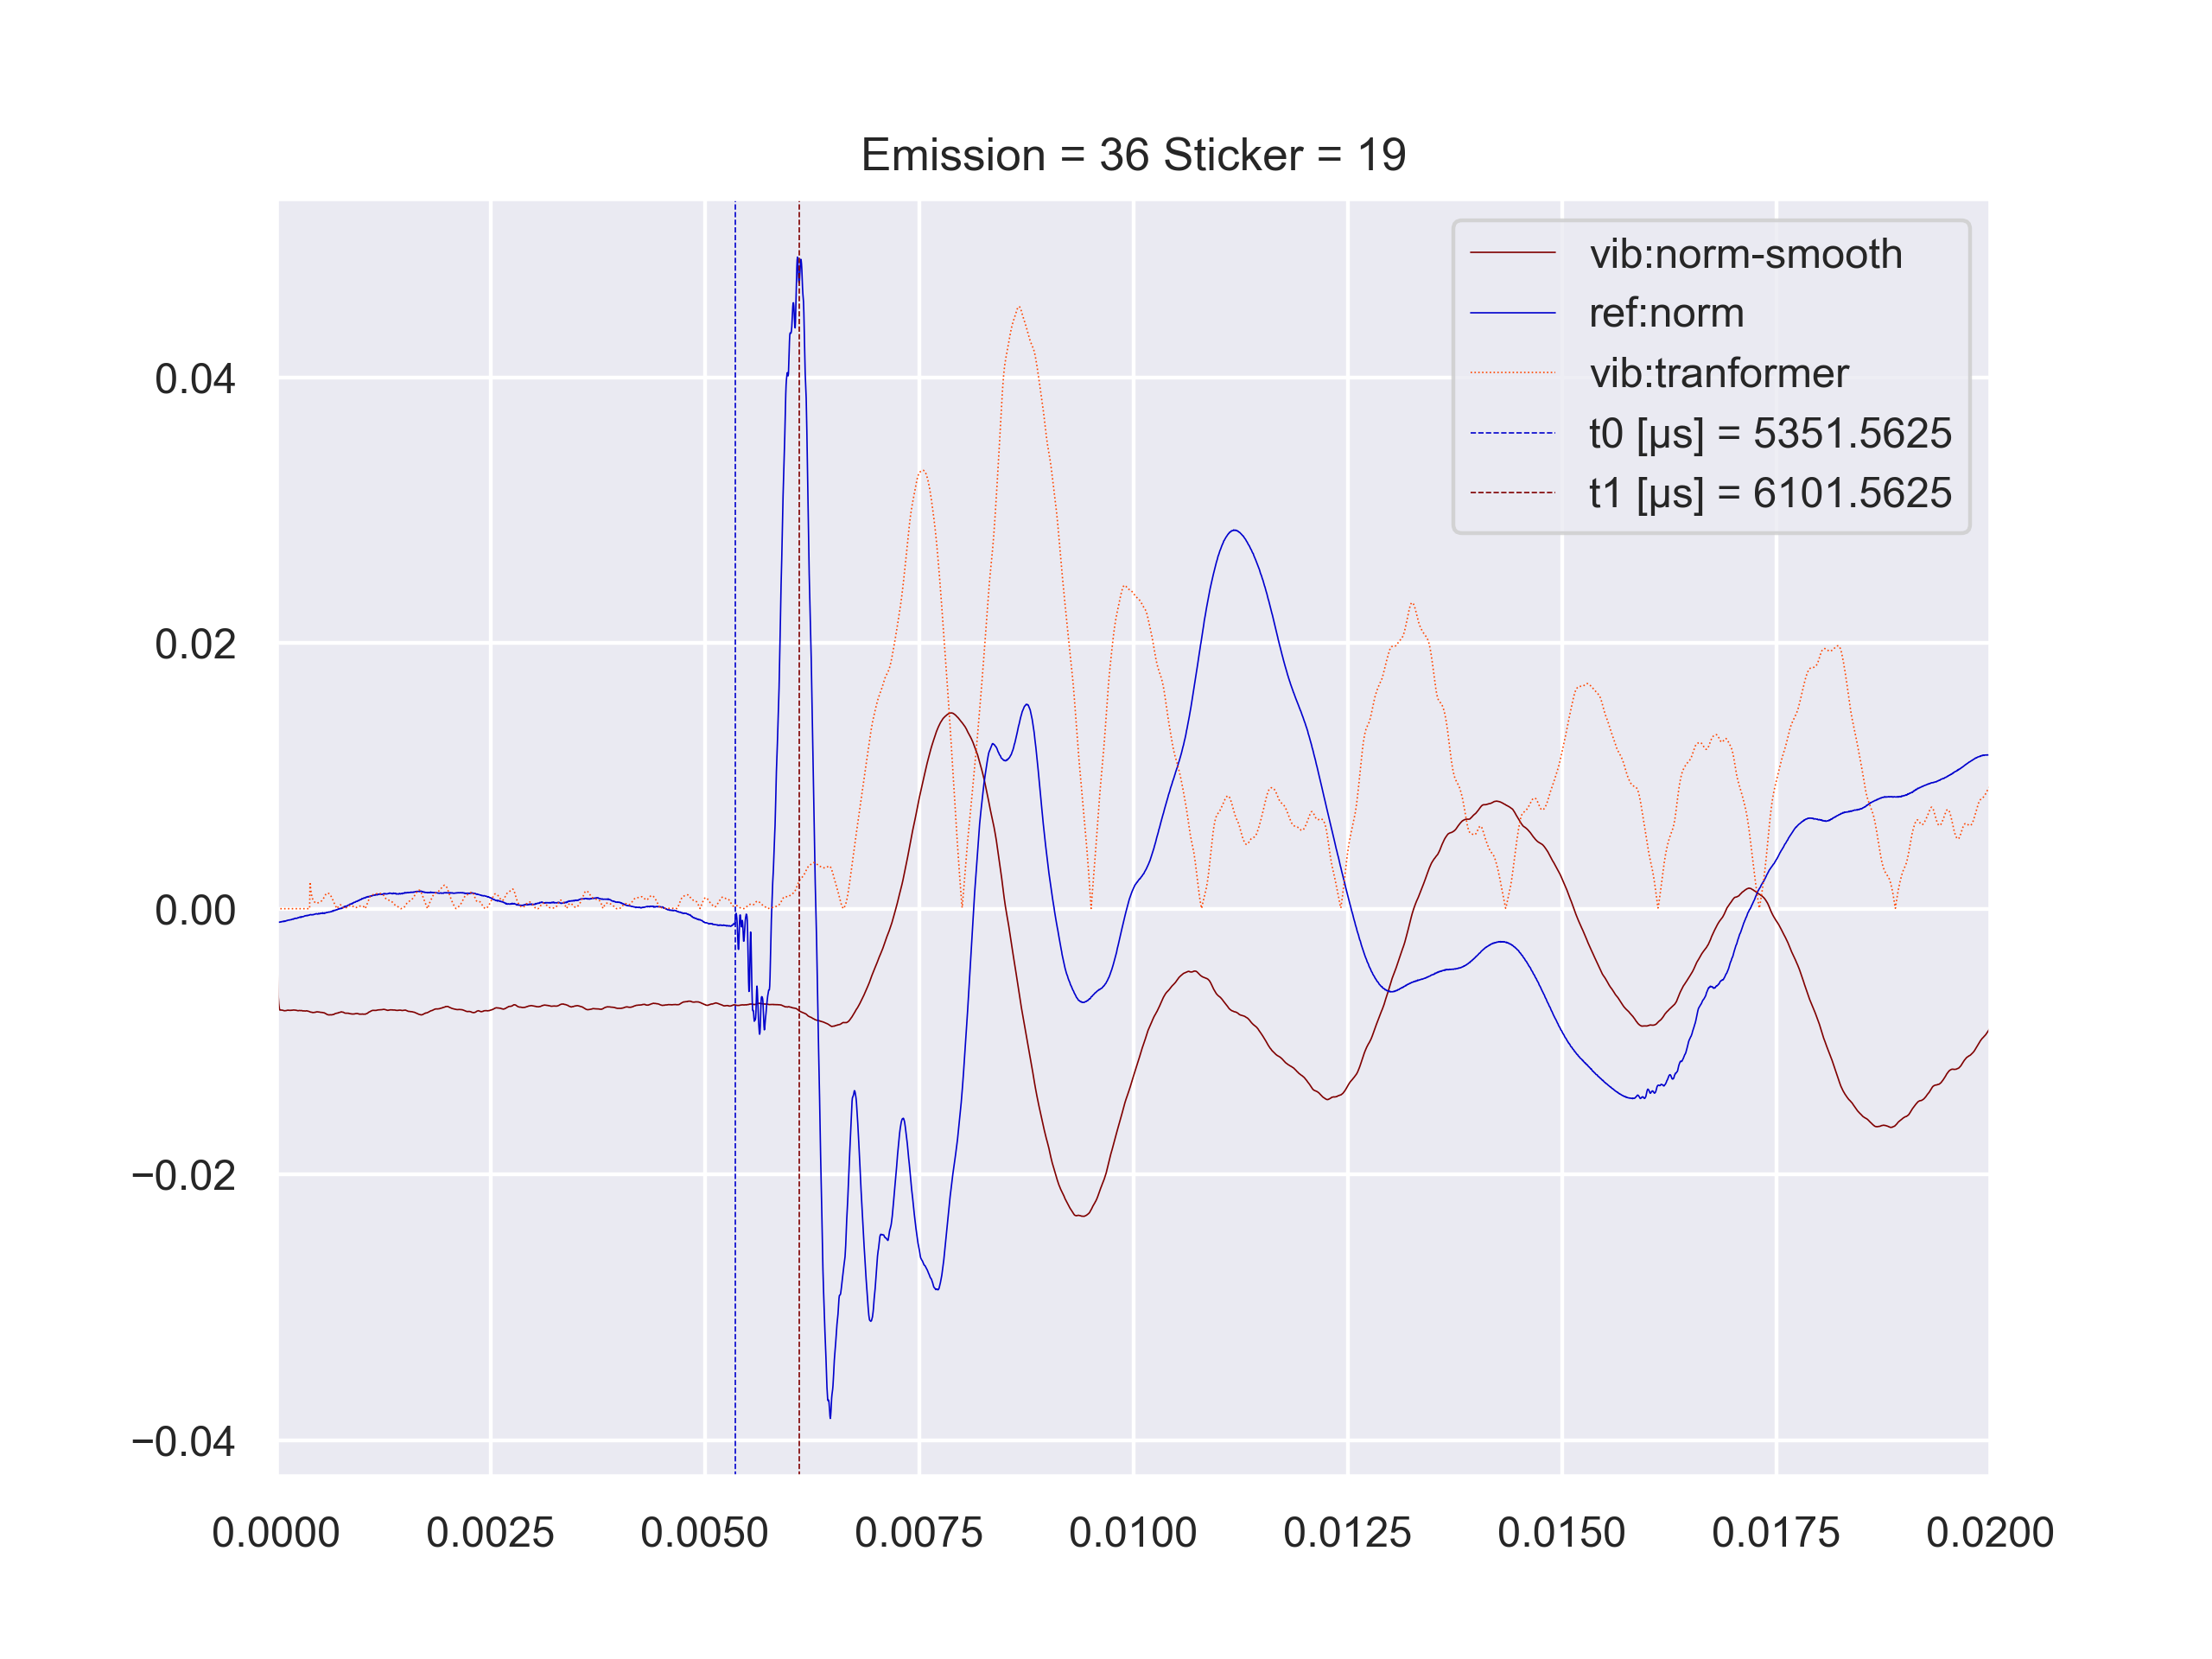 Emission = 36 Sticker = 19
vib:norm-smooth
ref:norm
vib:tranformer
t0 [µs] = 5351.5625
t1 [µs] = 6101.5625
0.04
0.02
0.00
−0.02
−0.04
0.0000 0.0025 0.0050 0.0075 0.0100 0.0125 0.0150 0.0175 0.0200